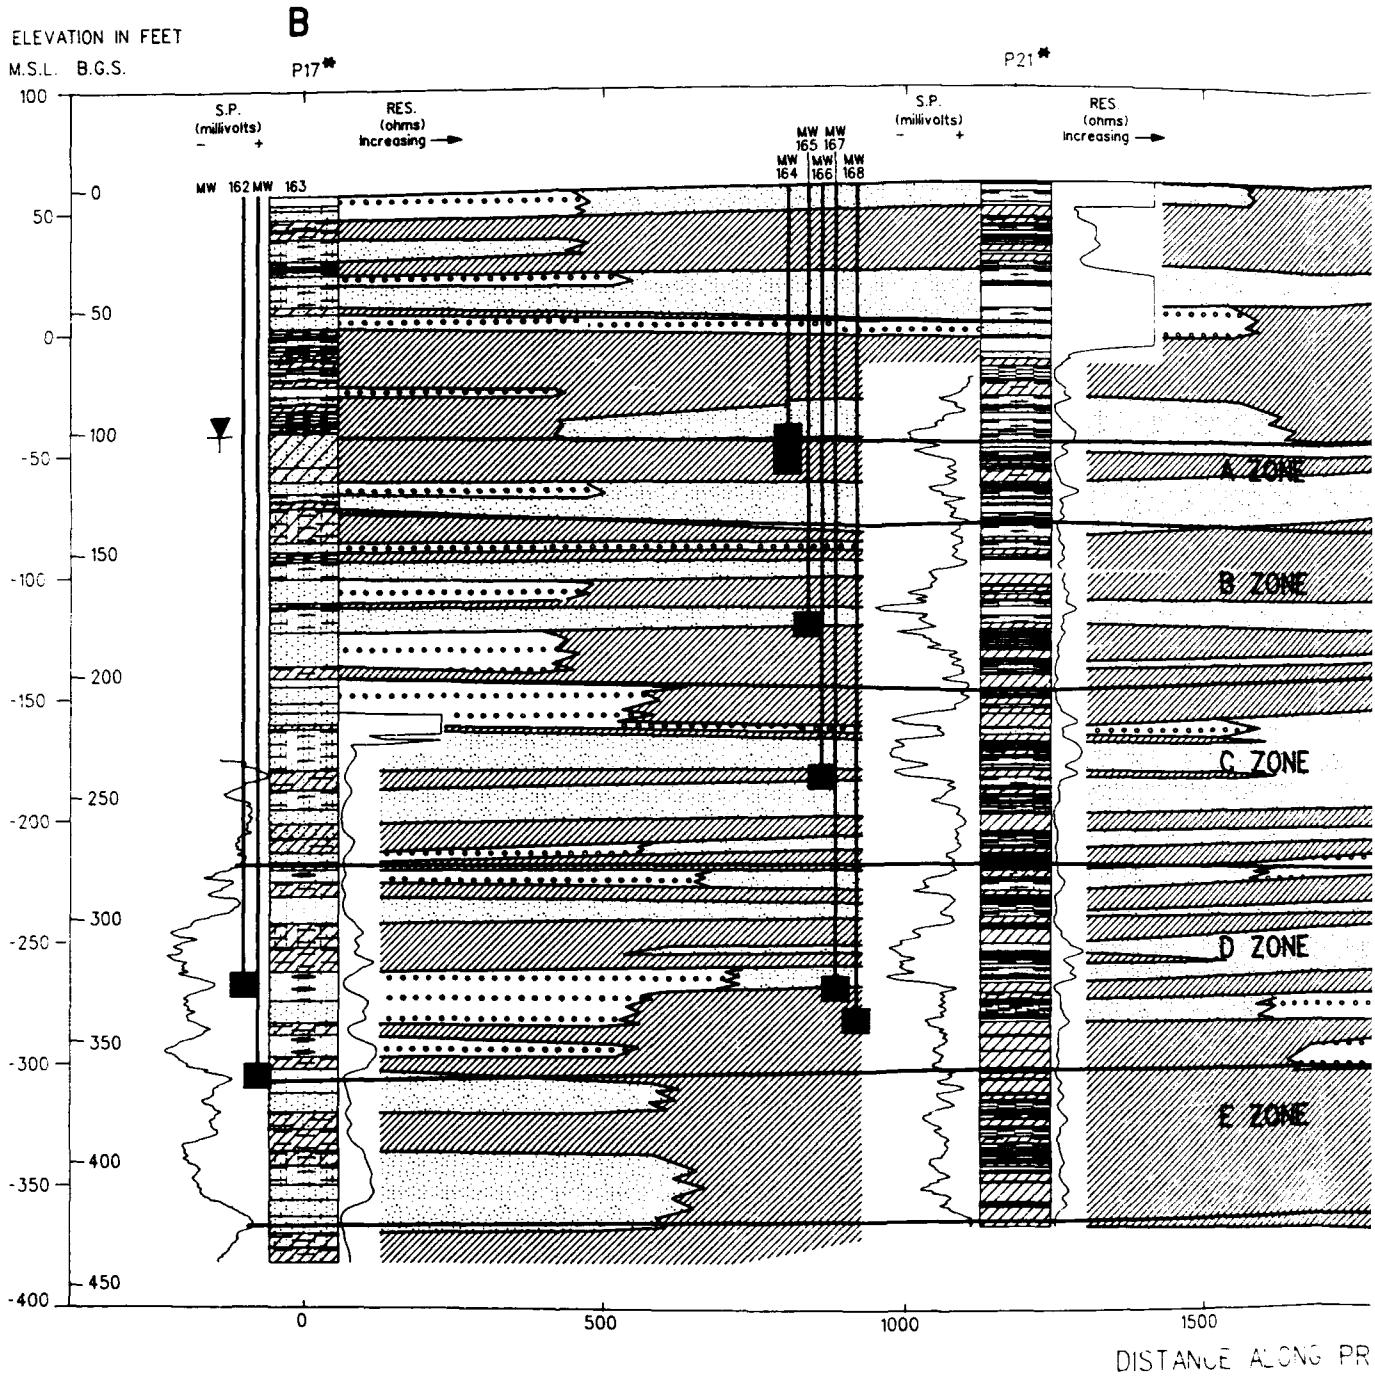 B
ELEVATION IN FEET
M.S.L. B.G.S.
P17*
P21*
100
S.P.
(millivolts)
- +
RES.
(ohms)
Increasing
S.P.
(millivolts)
- +
RES.
(ohms)
Increasing
MW MW
165 167
MW MW MW
164 166 168
MW 162 MW 163
0
50
50
0
100
-50
A ZONE
150
-100
B ZONE
200
-150
C ZONE
250
-200
300
-250
D ZONE
350
-300
E ZONE
400
-350
450
-400
0
500
1000
1500
DISTANCE ALONG PR